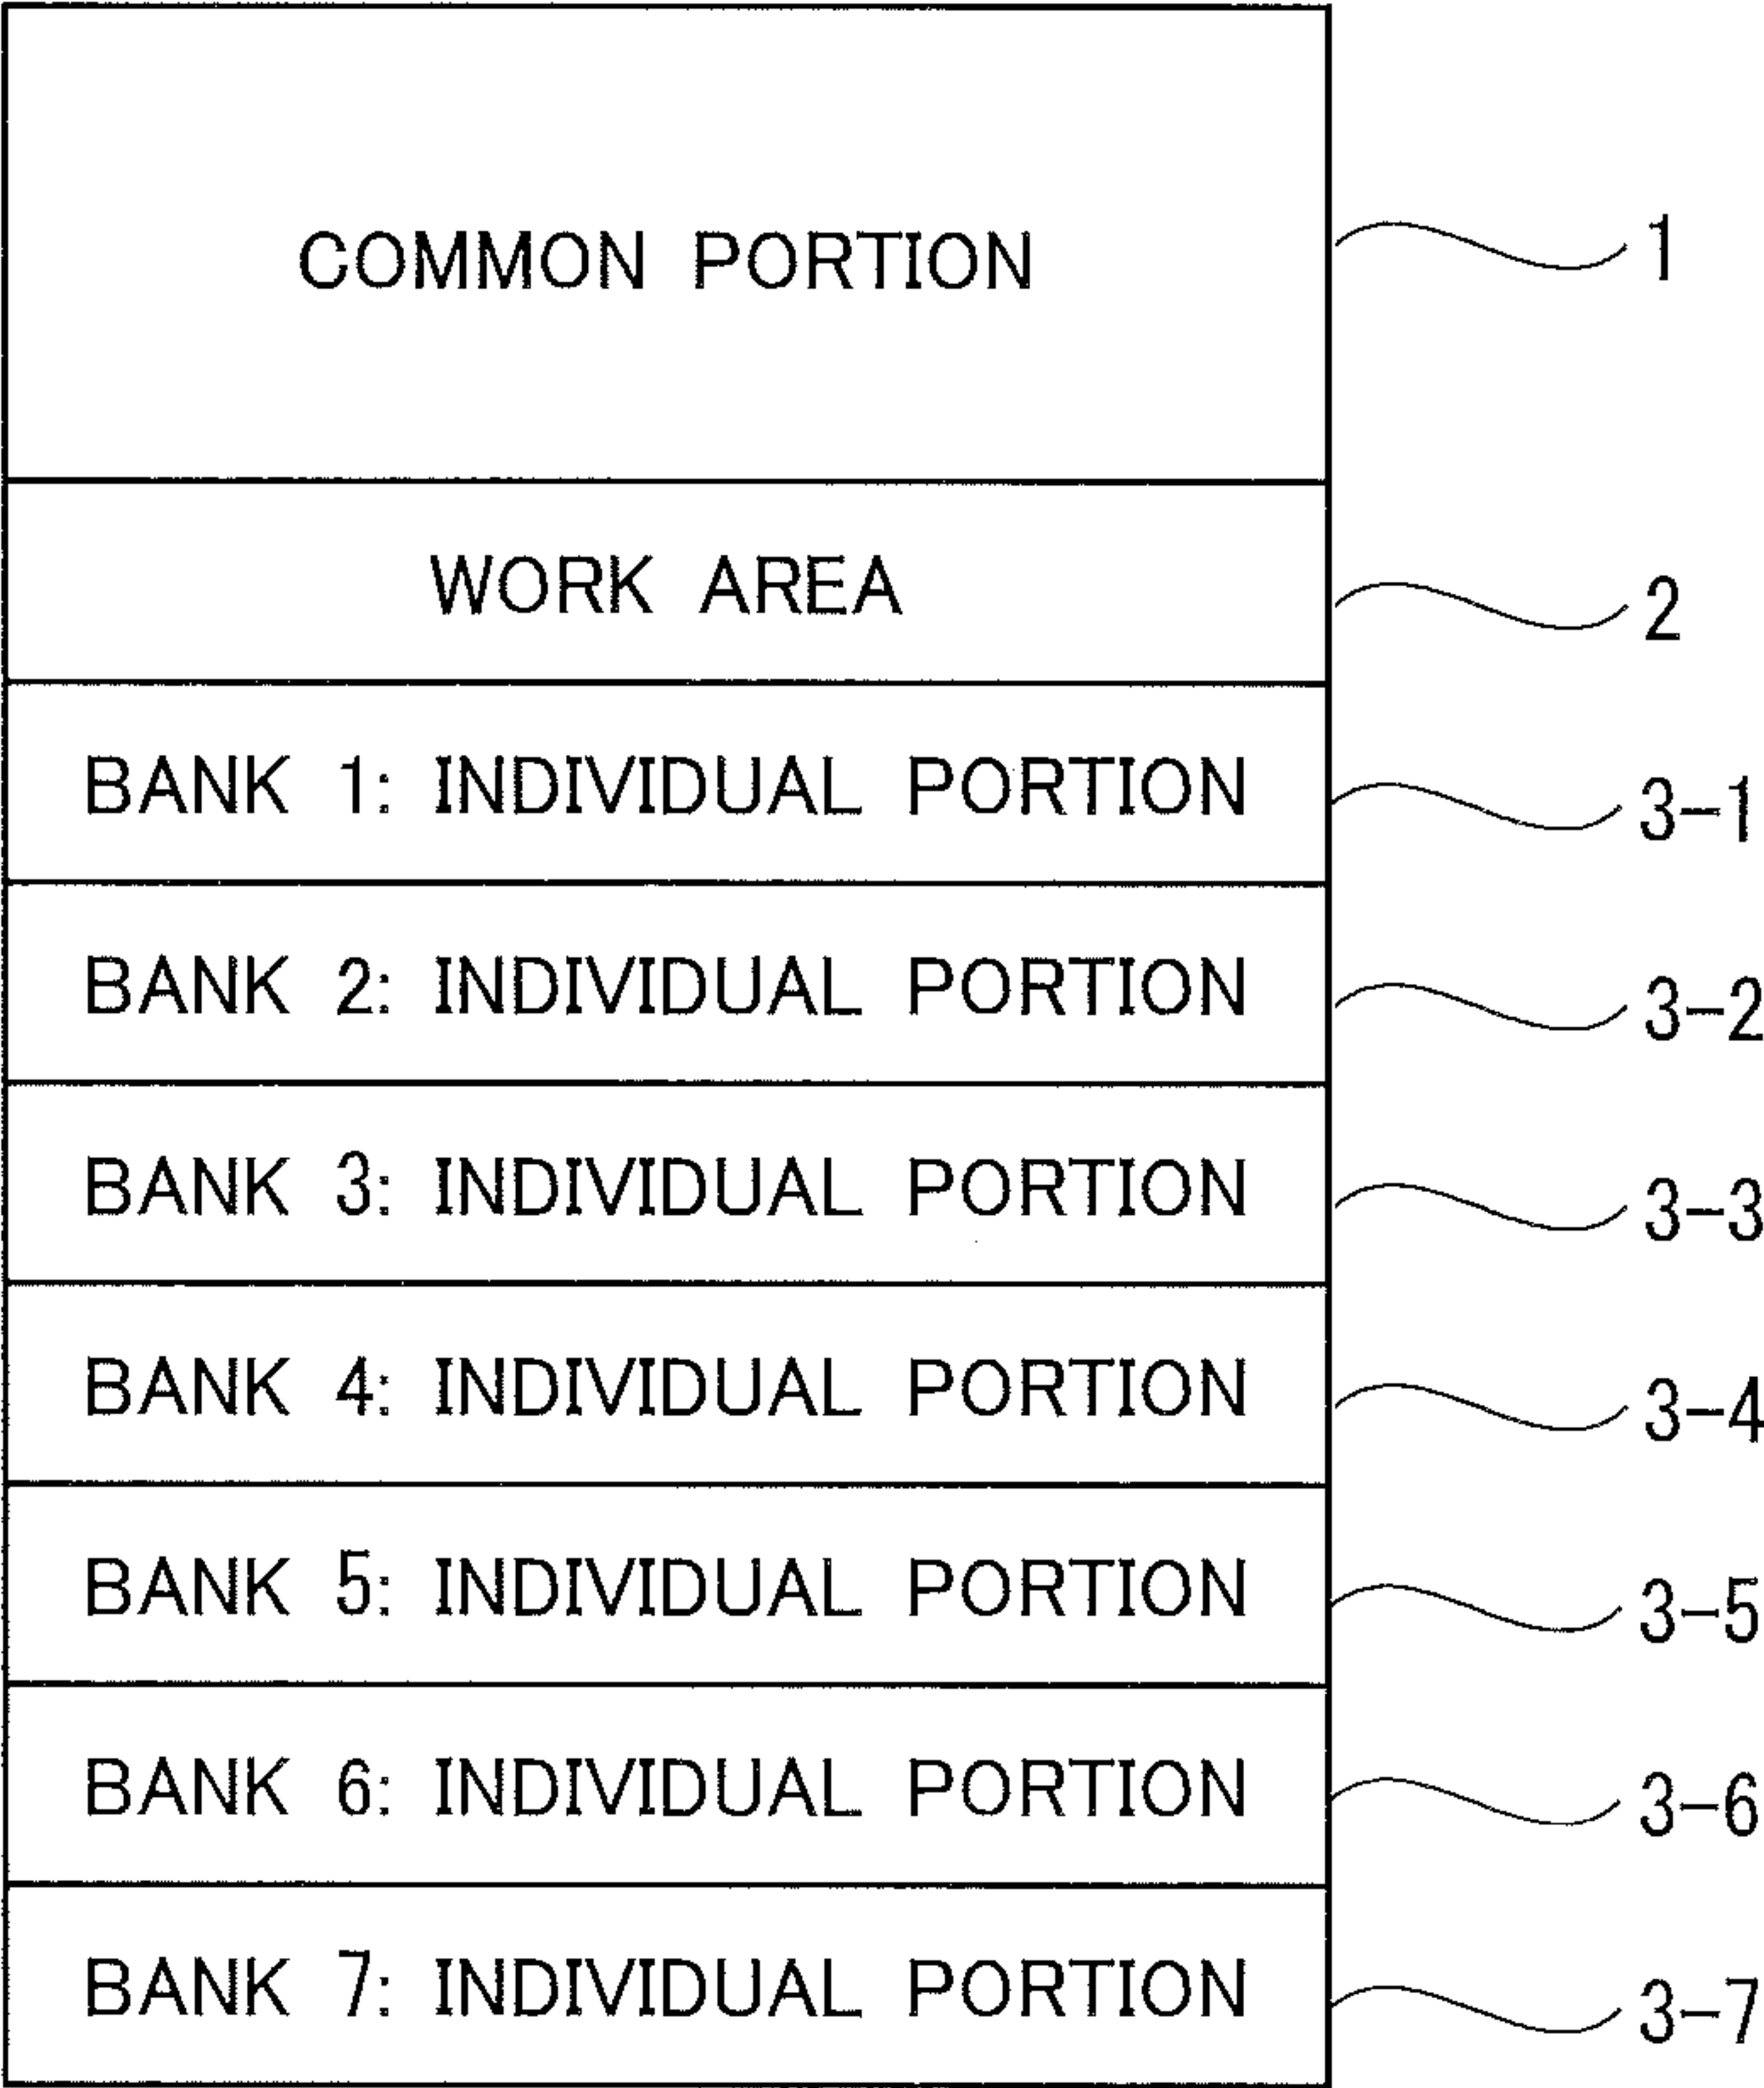 COMMON PORTION 1
WORK AREA 2
BANK 1: INDIVIDUAL PORTION 3-1
BANK 2: INDIVIDUAL PORTION 3-2
BANK 3: INDIVIDUAL PORTION 3-3
BANK 4: INDIVIDUAL PORTION 3-4
BANK 5: INDIVIDUAL PORTION 3-5
BANK 6: INDIVIDUAL PORTION 3-6
BANK 7: INDIVIDUAL PORTION 3-7